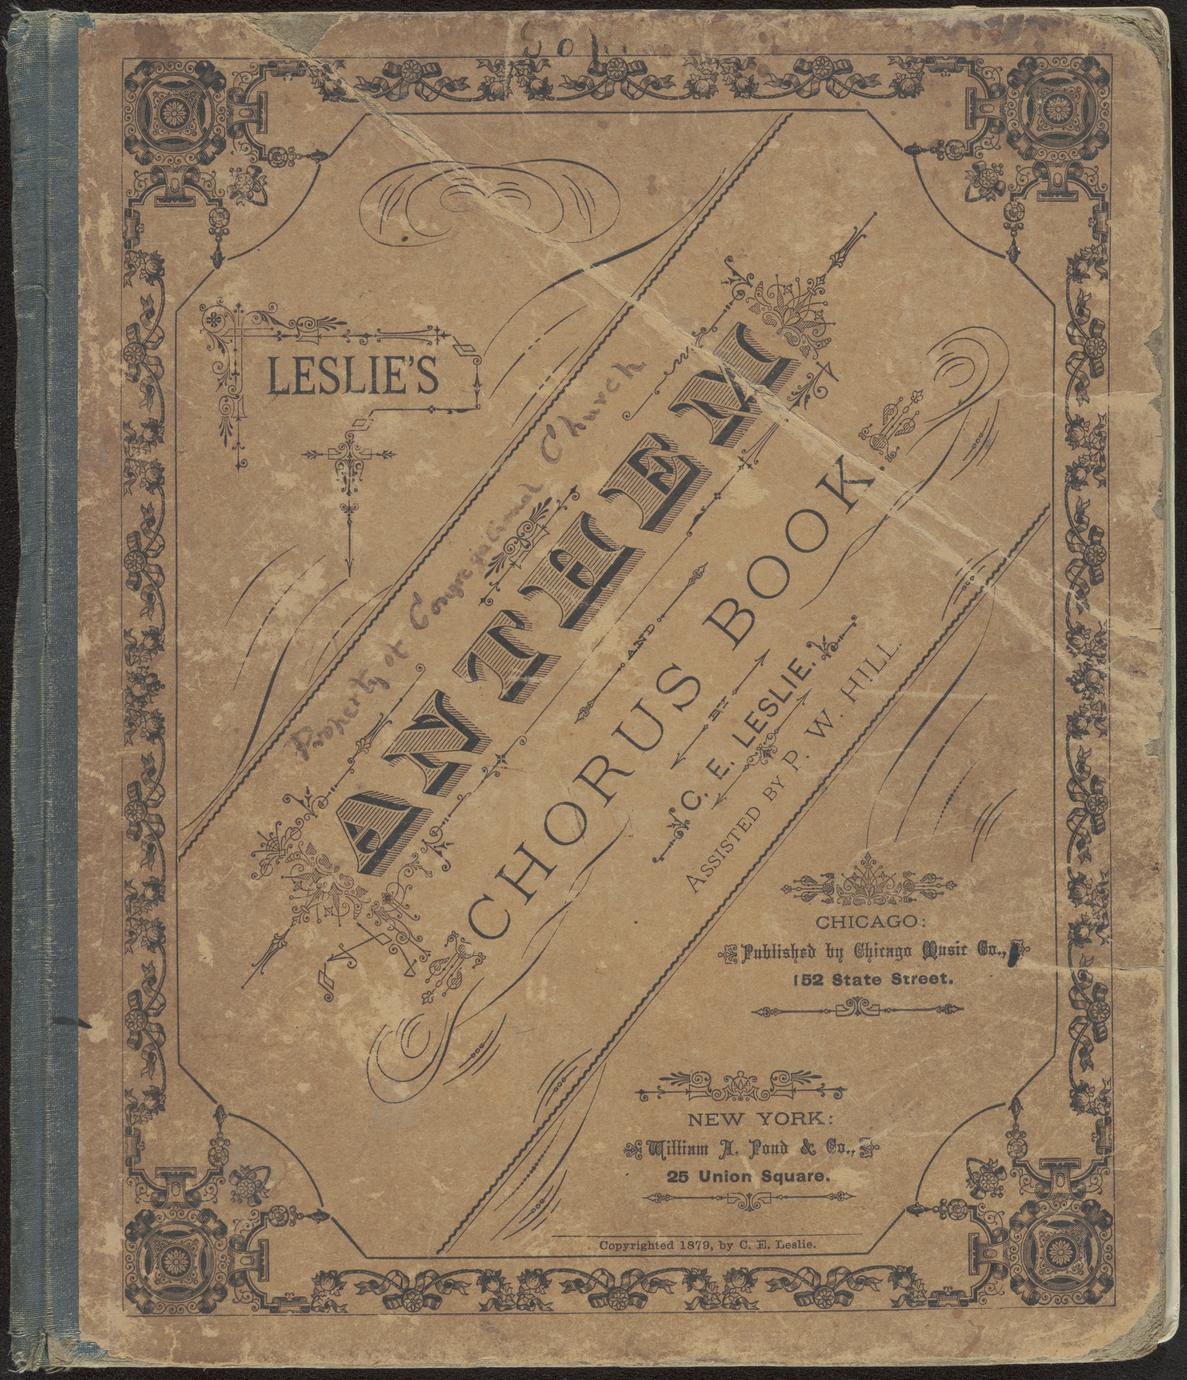 LESLIE'S
Property of Congregational Church
ANTHEM
AND
CHORUS BOOK.
BY
C. E. LESLIE.
ASSISTED BY P. W. HILL.
CHICAGO:
Published by Chicago Music Co.,
152 State Street.
NEW YORK:
William A. Pond & Co.,
25 Union Square.
Copyrighted 1879, by C. E. Leslie.